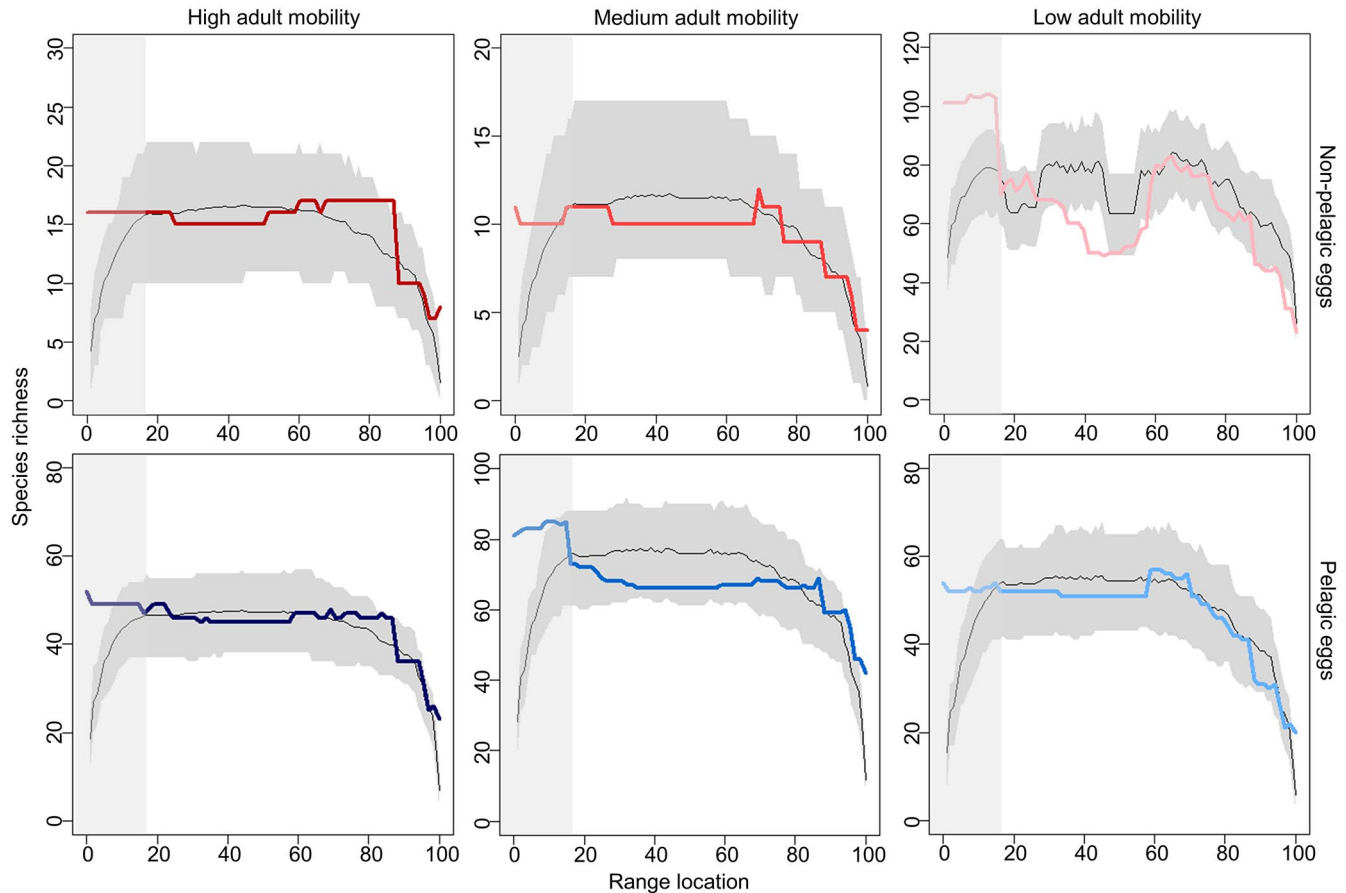 High adult mobility
Medium adult mobility
Low adult mobility
30
25
20
15
10
5
0
0 20 40 60 80 100
20
15
10
5
0
0 20 40 60 80 100
120
100
80
60
40
20
0
0 20 40 60 80 100
Non-pelagic eggs
Species richness
80
60
40
20
0
0 20 40 60 80 100
100
80
60
40
20
0
0 20 40 60 80 100
80
60
40
20
0
0 20 40 60 80 100
Pelagic eggs
Range location